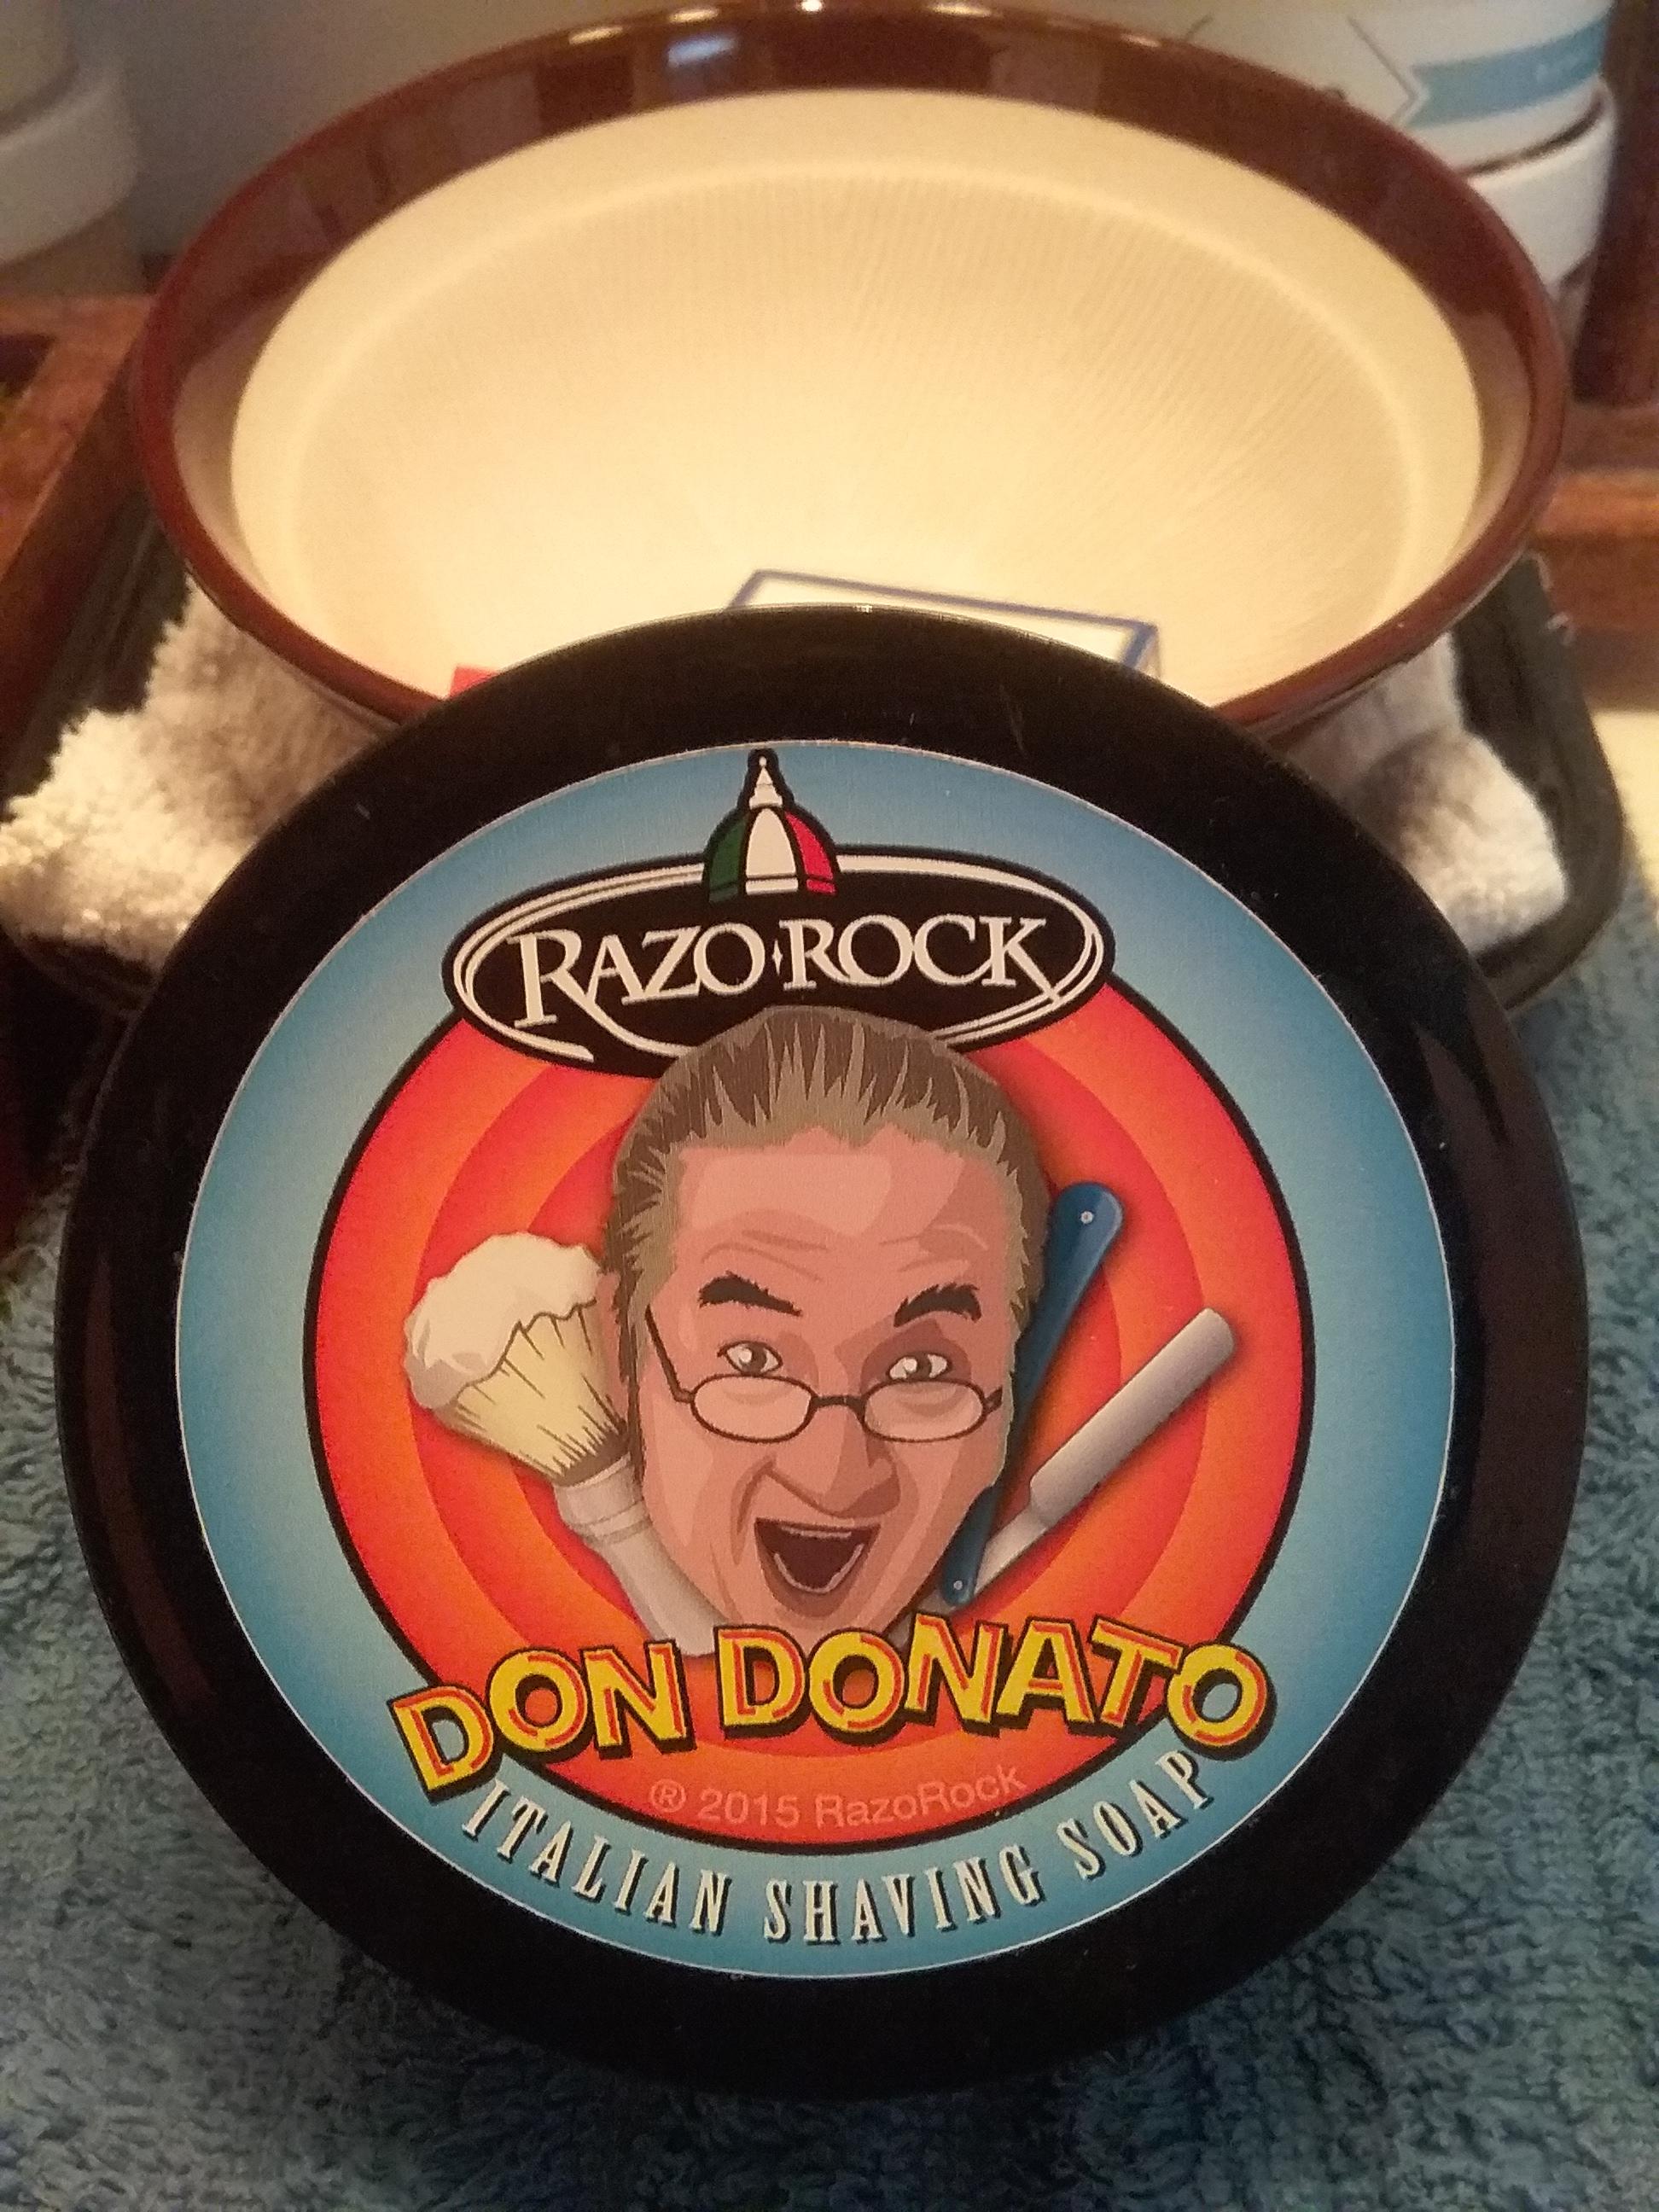 RAZO♦ROCK
DON DONATO
® 2015 RazoRock
ITALIAN SHAVING SOAP